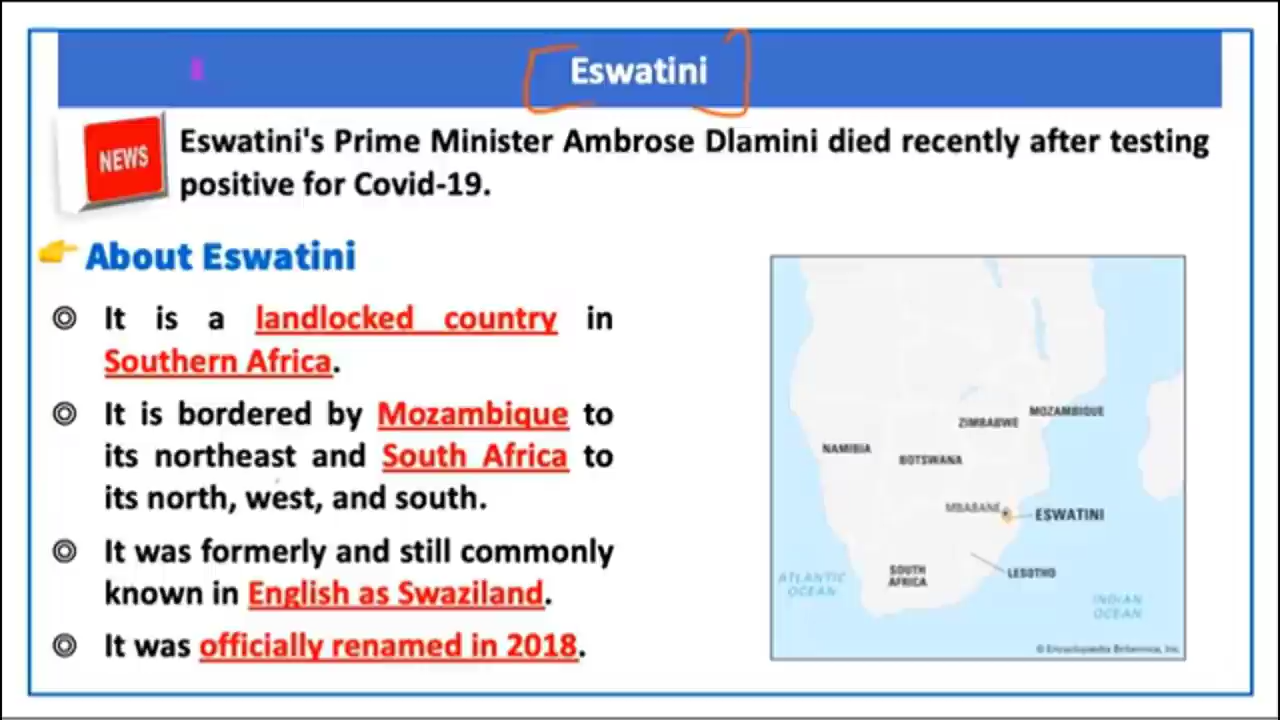 Eswatini
NEWS
Eswatini's Prime Minister Ambrose Dlamini died recently after testing
positive for Covid-19.
About Eswatini
It is a landlocked country in
Southern Africa.
It is bordered by Mozambique to
its northeast and South Africa to
its north, west, and south.
It was formerly and still commonly
known in English as Swaziland.
It was officially renamed in 2018.
MOZAMBIQUE
ZIMBABWE
NAMIBIA
BOTSWANA
MBABANE
ESWATINI
SOUTH
AFRICA
LESOTHO
ATLANTIC
OCEAN
INDIAN
OCEAN
© Encyclopædia Britannica, Inc.